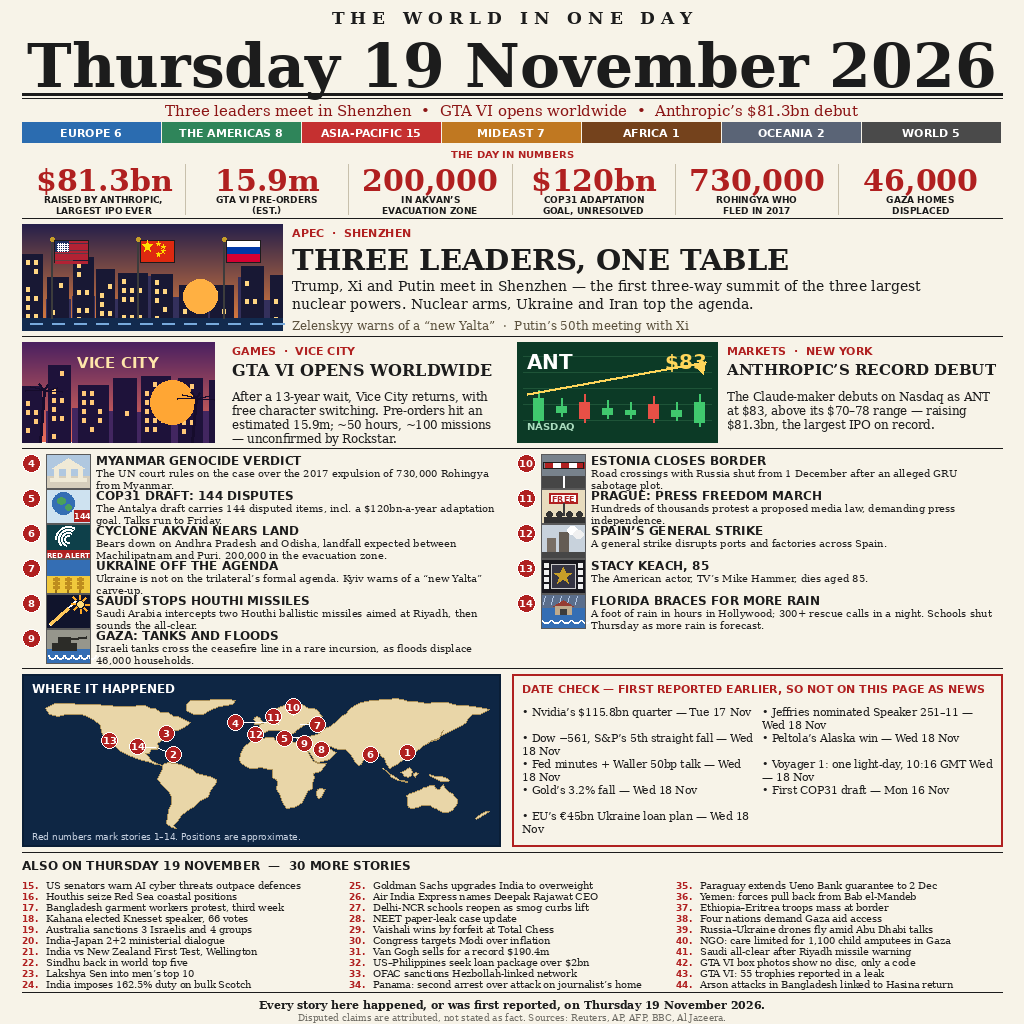 THE WORLD IN ONE DAY
Thursday 19 November 2026
Three leaders meet in Shenzhen • GTA VI opens worldwide • Anthropic’s $81.3bn debut
EUROPE 6
THE AMERICAS 8
ASIA-PACIFIC 15
MIDEAST 7
AFRICA 1
OCEANIA 2
WORLD 5
THE DAY IN NUMBERS
$81.3bn
RAISED BY ANTHROPIC,
LARGEST IPO EVER
15.9m
GTA VI PRE-ORDERS
(EST.)
200,000
IN AKVAN’S
EVACUATION ZONE
$120bn
COP31 ADAPTATION
GOAL, UNRESOLVED
730,000
ROHINGYA WHO
FLED IN 2017
46,000
GAZA HOMES
DISPLACED
APEC · SHENZHEN
THREE LEADERS, ONE TABLE
Trump, Xi and Putin meet in Shenzhen — the first three-way summit of the three largest
nuclear powers. Nuclear arms, Ukraine and Iran top the agenda.
Zelenskyy warns of a “new Yalta” · Putin’s 50th meeting with Xi
VICE CITY
GAMES · VICE CITY
GTA VI OPENS WORLDWIDE
After a 13-year wait, Vice City returns, with
free character switching. Pre-orders hit an
estimated 15.9m; ~50 hours, ~100 missions
— unconfirmed by Rockstar.
ANT
$83
NASDAQ
MARKETS · NEW YORK
ANTHROPIC’S RECORD DEBUT
The Claude-maker debuts on Nasdaq as ANT
at $83, above its $70–78 range — raising
$81.3bn, the largest IPO on record.
4
MYANMAR GENOCIDE VERDICT
The UN court rules on the case over the 2017 expulsion of 730,000 Rohingya
from Myanmar.
5
144
COP31 DRAFT: 144 DISPUTES
The Antalya draft carries 144 disputed items, incl. a $120bn-a-year adaptation
goal. Talks run to Friday.
6
RED ALERT
CYCLONE AKVAN NEARS LAND
Bears down on Andhra Pradesh and Odisha, landfall expected between
Machilipatnam and Puri. 200,000 in the evacuation zone.
7
UKRAINE OFF THE AGENDA
Ukraine is not on the trilateral’s formal agenda. Kyiv warns of a “new Yalta”
carve-up.
8
SAUDI STOPS HOUTHI MISSILES
Saudi Arabia intercepts two Houthi ballistic missiles aimed at Riyadh, then
sounds the all-clear.
9
GAZA: TANKS AND FLOODS
Israeli tanks cross the ceasefire line in a rare incursion, as floods displace
46,000 households.
10
ESTONIA CLOSES BORDER
Road crossings with Russia shut from 1 December after an alleged GRU
sabotage plot.
11
FREE
PRAGUE: PRESS FREEDOM MARCH
Hundreds of thousands protest a proposed media law, demanding press
independence.
12
SPAIN’S GENERAL STRIKE
A general strike disrupts ports and factories across Spain.
13
STACY KEACH, 85
The American actor, TV’s Mike Hammer, dies aged 85.
14
FLORIDA BRACES FOR MORE RAIN
A foot of rain in hours in Hollywood; 300+ rescue calls in a night. Schools shut
Thursday as more rain is forecast.
WHERE IT HAPPENED
10
4
11
7
3
12
5
9
13
14
8
2
6
1
Red numbers mark stories 1–14. Positions are approximate.
DATE CHECK — FIRST REPORTED EARLIER, SO NOT ON THIS PAGE AS NEWS
• Nvidia’s $115.8bn quarter — Tue 17 Nov
• Dow −561, S&P’s 5th straight fall — Wed
18 Nov
• Fed minutes + Waller 50bp talk — Wed
18 Nov
• Gold’s 3.2% fall — Wed 18 Nov
• EU’s €45bn Ukraine loan plan — Wed 18
Nov
• Jeffries nominated Speaker 251–11 —
Wed 18 Nov
• Peltola’s Alaska win — Wed 18 Nov
• Voyager 1: one light-day, 10:16 GMT Wed
— 18 Nov
• First COP31 draft — Mon 16 Nov
ALSO ON THURSDAY 19 NOVEMBER — 30 MORE STORIES
15. US senators warn AI cyber threats outpace defences
16. Houthis seize Red Sea coastal positions
17. Bangladesh garment workers protest, third week
18. Kahana elected Knesset speaker, 66 votes
19. Australia sanctions 3 Israelis and 4 groups
20. India–Japan 2+2 ministerial dialogue
21. India vs New Zealand First Test, Wellington
22. Sindhu back in world top five
23. Lakshya Sen into men’s top 10
24. India imposes 162.5% duty on bulk Scotch
25. Goldman Sachs upgrades India to overweight
26. Air India Express names Deepak Rajawat CEO
27. Delhi-NCR schools reopen as smog curbs lift
28. NEET paper-leak case update
29. Vaishali wins by forfeit at Total Chess
30. Congress targets Modi over inflation
31. Van Gogh sells for a record $190.4m
32. US–Philippines seek loan package over $2bn
33. OFAC sanctions Hezbollah-linked network
34. Panama: second arrest over attack on journalist’s home
35. Paraguay extends Ueno Bank guarantee to 2 Dec
36. Yemen: forces pull back from Bab el-Mandeb
37. Ethiopia–Eritrea troops mass at border
38. Four nations demand Gaza aid access
39. Russia–Ukraine drones fly amid Abu Dhabi talks
40. NGO: care limited for 1,100 child amputees in Gaza
41. Saudi all-clear after Riyadh missile warning
42. GTA VI box photos show no disc, only a code
43. GTA VI: 55 trophies reported in a leak
44. Arson attacks in Bangladesh linked to Hasina return
Every story here happened, or was first reported, on Thursday 19 November 2026.
Disputed claims are attributed, not stated as fact. Sources: Reuters, AP, AFP, BBC, Al Jazeera.